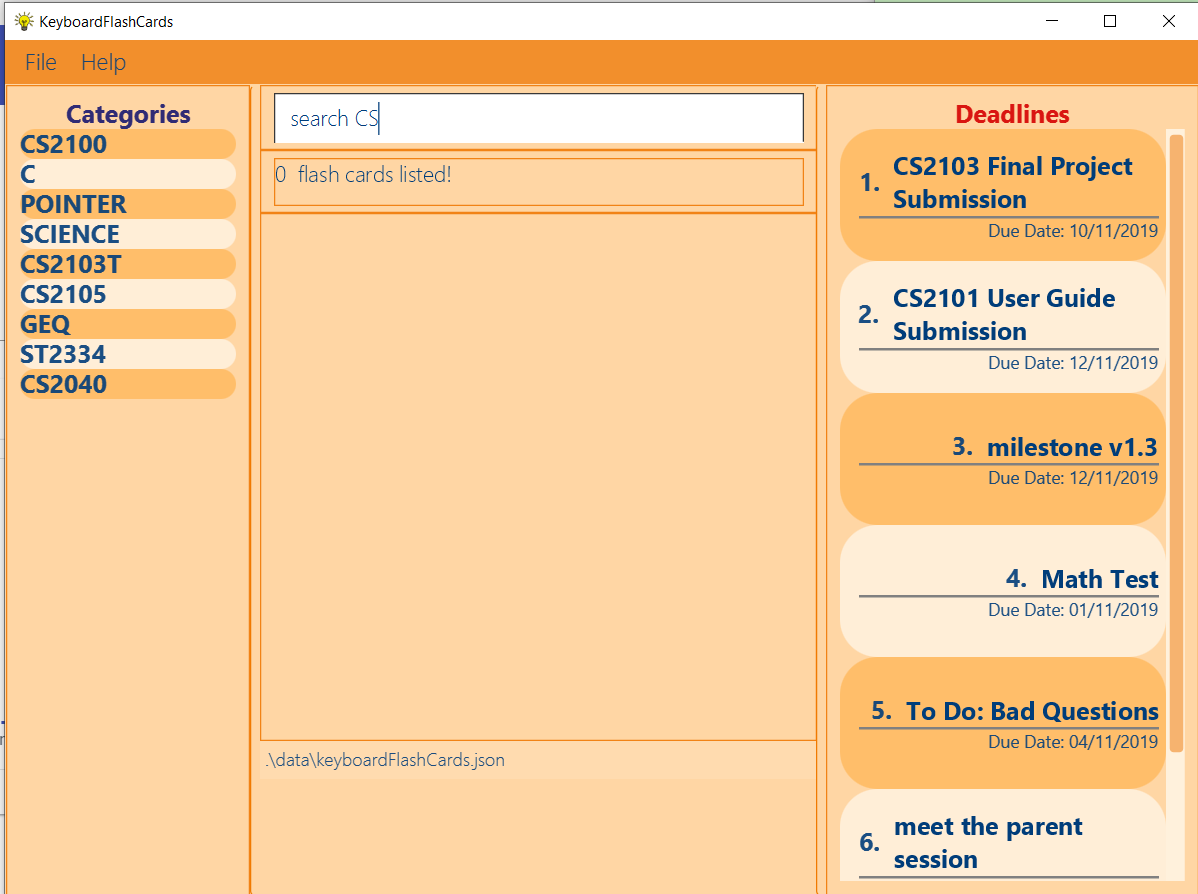 KeyboardFlashCards
File Help
Categories
CS2100
C
POINTER
SCIENCE
CS2103T
CS2105
GEQ
ST2334
CS2040
search CS
0 flash cards listed!
.\data\keyboardFlashCards.json
Deadlines
1. CS2103 Final Project
Submission
Due Date: 10/11/2019
2. CS2101 User Guide
Submission
Due Date: 12/11/2019
3. milestone v1.3
Due Date: 12/11/2019
4. Math Test
Due Date: 01/11/2019
5. To Do: Bad Questions
Due Date: 04/11/2019
6. meet the parent
session